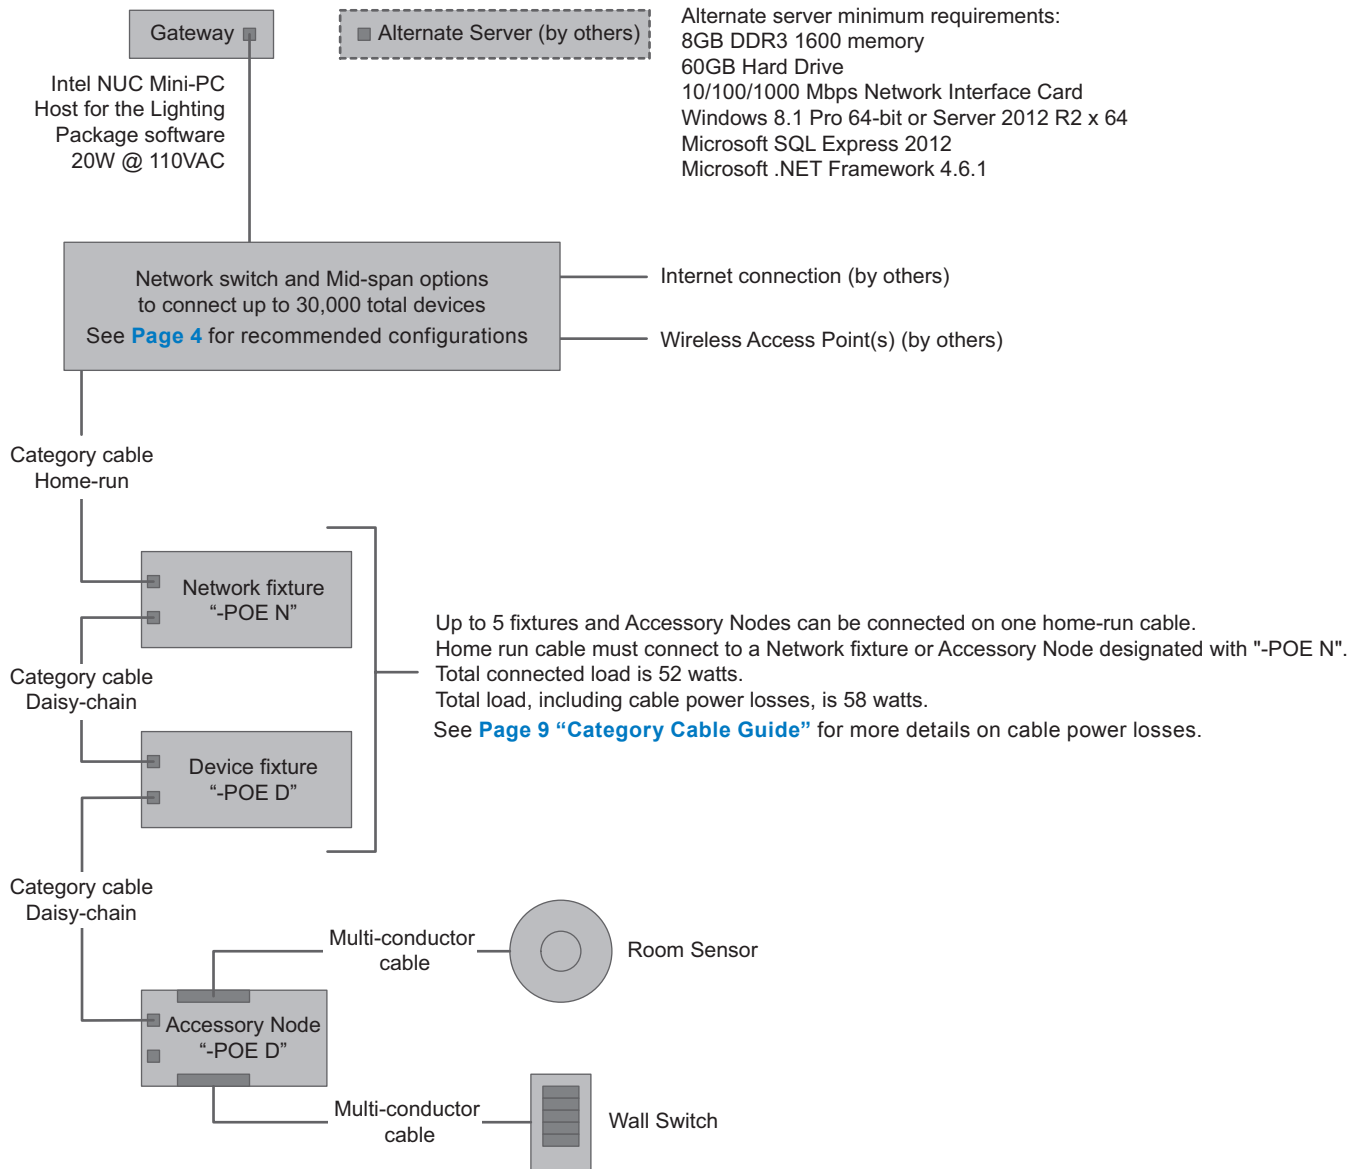 Gateway
Alternate Server (by others)
Alternate server minimum requirements:
8GB DDR3 1600 memory
60GB Hard Drive
10/100/1000 Mbps Network Interface Card
Windows 8.1 Pro 64-bit or Server 2012 R2 x 64
Microsoft SQL Express 2012
Microsoft .NET Framework 4.6.1
Intel NUC Mini-PC
Host for the Lighting
Package software
20W @ 110VAC
Network switch and Mid-span options
to connect up to 30,000 total devices
See Page 4 for recommended configurations
Internet connection (by others)
Wireless Access Point(s) (by others)
Category cable
Home-run
Network fixture
“-POE N”
Category cable
Daisy-chain
Device fixture
“-POE D”
Up to 5 fixtures and Accessory Nodes can be connected on one home-run cable.
Home run cable must connect to a Network fixture or Accessory Node designated with "-POE N".
Total connected load is 52 watts.
Total load, including cable power losses, is 58 watts.
See Page 9 “Category Cable Guide” for more details on cable power losses.
Category cable
Daisy-chain
Multi-conductor
cable
Room Sensor
Accessory Node
“-POE D”
Multi-conductor
cable
Wall Switch